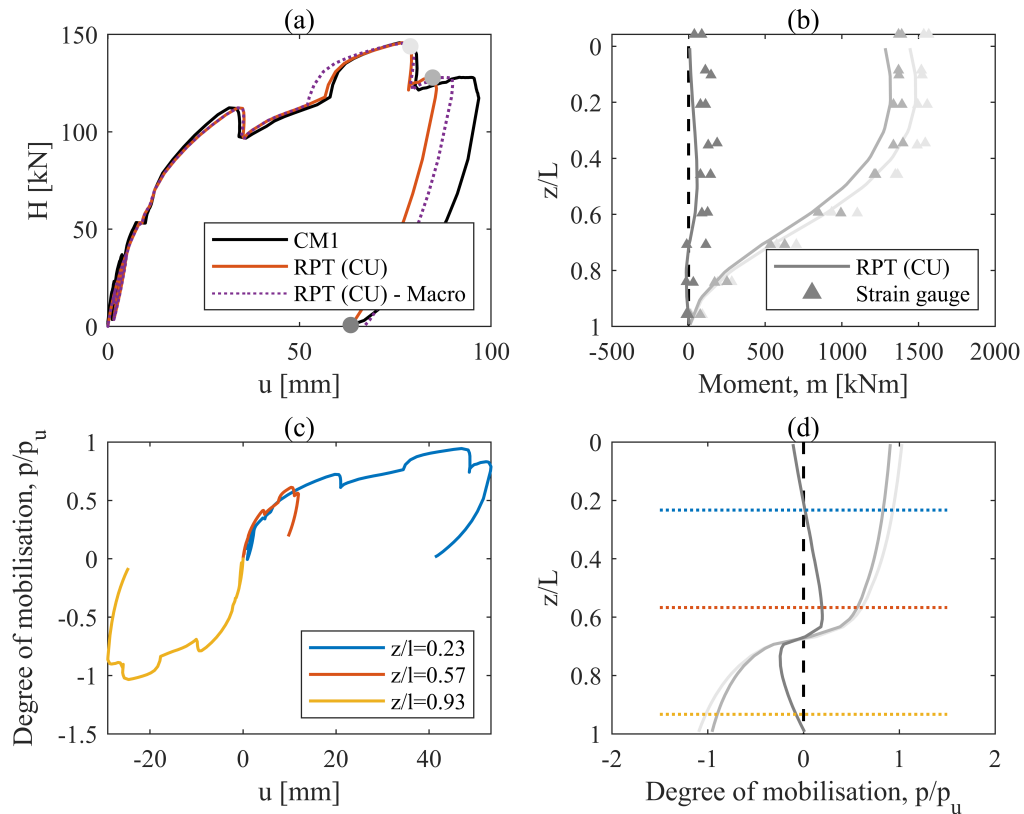 (a)
150
100
50
0
H [kN]
CM1
RPT (CU)
RPT (CU) - Macro
0
50
100
u [mm]
(b)
0
0.2
0.4
0.6
0.8
1
z/L
RPT (CU)
Strain gauge
-500
0
500
1000
1500
2000
Moment, m [kNm]
(c)
1
0.5
0
-0.5
-1
-1.5
Degree of mobilisation, p/pu
z/l=0.23
z/l=0.57
z/l=0.93
-20
0
20
40
u [mm]
(d)
0
0.2
0.4
0.6
0.8
1
z/L
-2
-1
0
1
2
Degree of mobilisation, p/pu